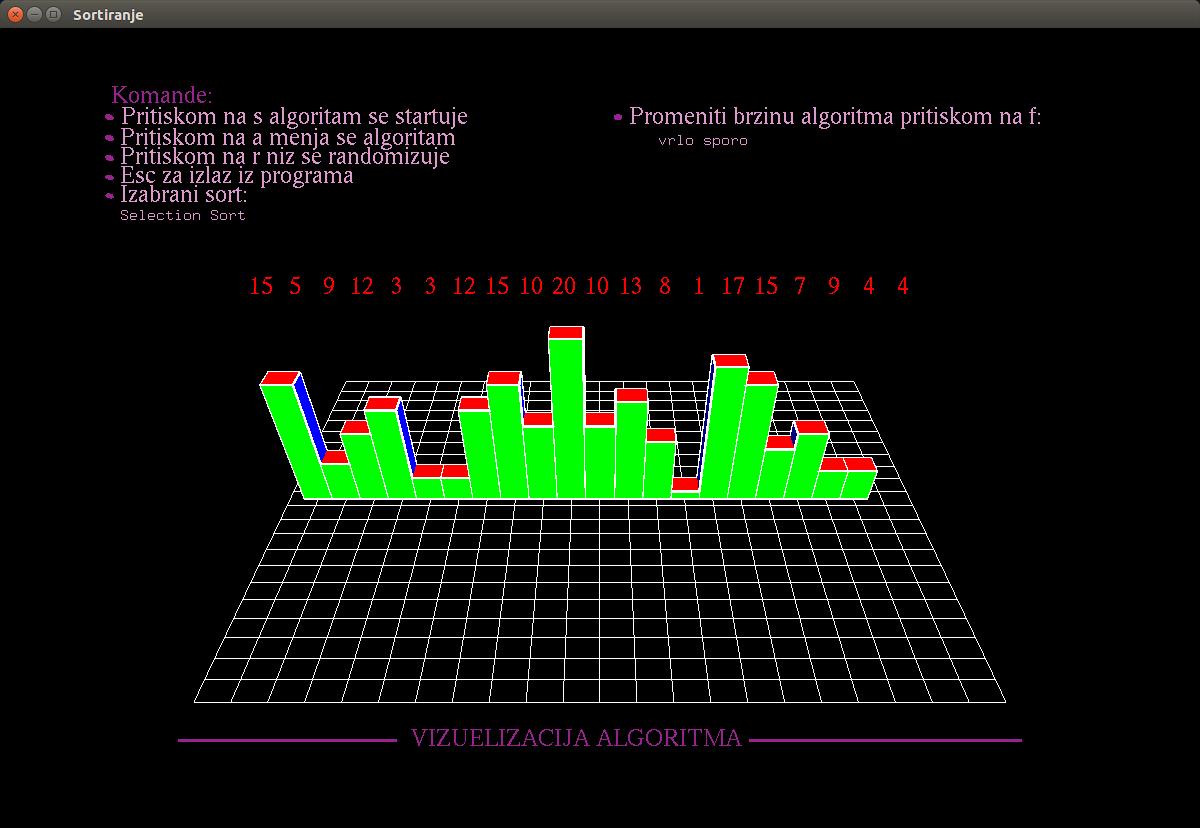 Sortiranje
Komande:
Pritiskom na s algoritam se startuje
Pritiskom na a menja se algoritam
Pritiskom na r niz se randomizuje
Esc za izlaz iz programa
Izabrani sort:
Selection Sort
Promeniti brzinu algoritma pritiskom na f:
vrlo sporo
15 5 9 12 3 3 12 15 10 20 10 13 8 1 17 15 7 9 4 4
VIZUELIZACIJA ALGORITMA